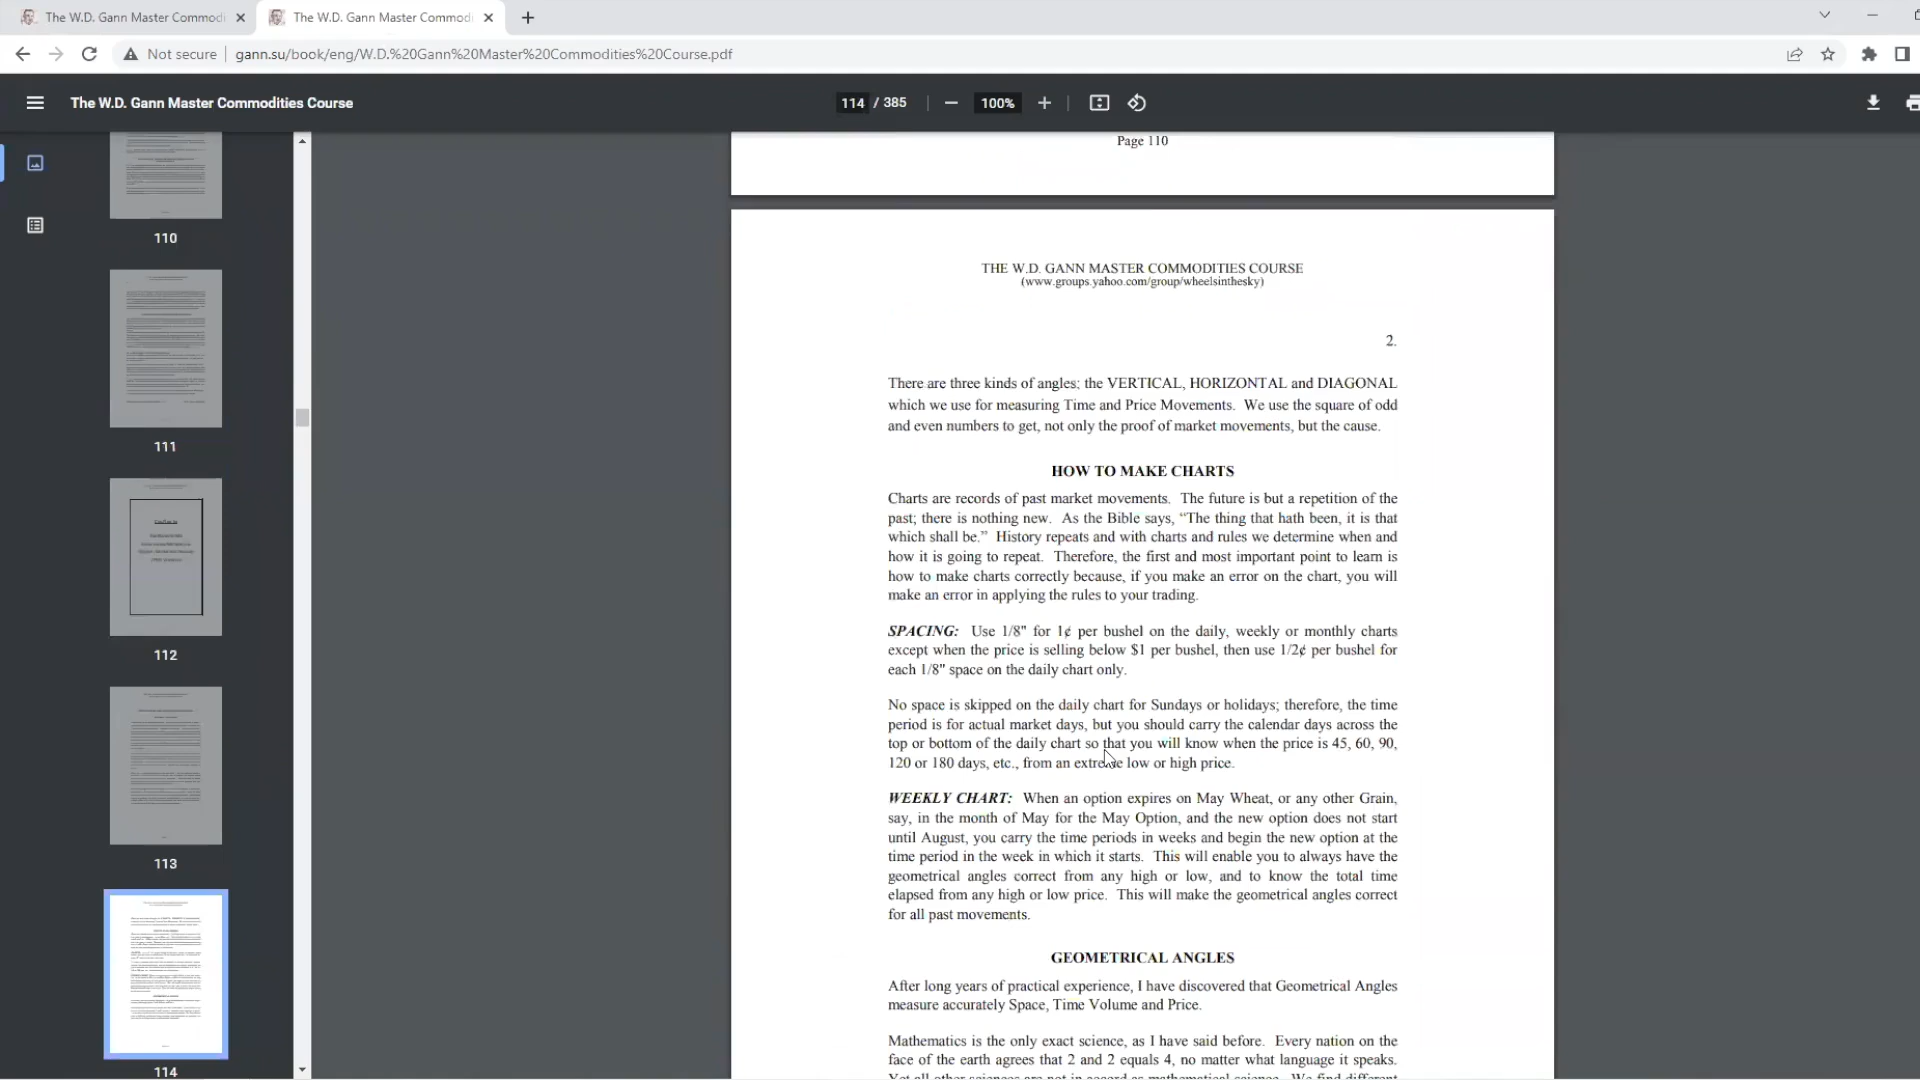 The W.D. Gann Master Commodi
The W.D. Gann Master Commodi
Not secure
gann.su/book/eng/W.D.%20Gann%20Master%20Commodities%20Course.pdf
The W.D. Gann Master Commodities Course
114 / 385
100%
110
111
112
113
114
Page 110
THE W.D. GANN MASTER COMMODITIES COURSE
(www.groups.yahoo.com/group/wheelsinthesky)
2.
There are three kinds of angles; the VERTICAL, HORIZONTAL and DIAGONAL
which we use for measuring Time and Price Movements. We use the square of odd
and even numbers to get, not only the proof of market movements, but the cause.
HOW TO MAKE CHARTS
Charts are records of past market movements. The future is but a repetition of the
past; there is nothing new. As the Bible says, “The thing that hath been, it is that
which shall be.” History repeats and with charts and rules we determine when and
how it is going to repeat. Therefore, the first and most important point to learn is
how to make charts correctly because, if you make an error on the chart, you will
make an error in applying the rules to your trading.
SPACING: Use 1/8" for 1¢ per bushel on the daily, weekly or monthly charts
except when the price is selling below $1 per bushel, then use 1/2¢ per bushel for
each 1/8" space on the daily chart only.
No space is skipped on the daily chart for Sundays or holidays; therefore, the time
period is for actual market days, but you should carry the calendar days across the
top or bottom of the daily chart so that you will know when the price is 45, 60, 90,
120 or 180 days, etc., from an extreme low or high price.
WEEKLY CHART: When an option expires on May Wheat, or any other Grain,
say, in the month of May for the May Option, and the new option does not start
until August, you carry the time periods in weeks and begin the new option at the
time period in the week in which it starts. This will enable you to always have the
geometrical angles correct from any high or low, and to know the total time
elapsed from any high or low price. This will make the geometrical angles correct
for all past movements.
GEOMETRICAL ANGLES
After long years of practical experience, I have discovered that Geometrical Angles
measure accurately Space, Time Volume and Price.
Mathematics is the only exact science, as I have said before. Every nation on the
face of the earth agrees that 2 and 2 equals 4, no matter what language it speaks.
Yet all other sciences are not in accord as mathematical science. We find different